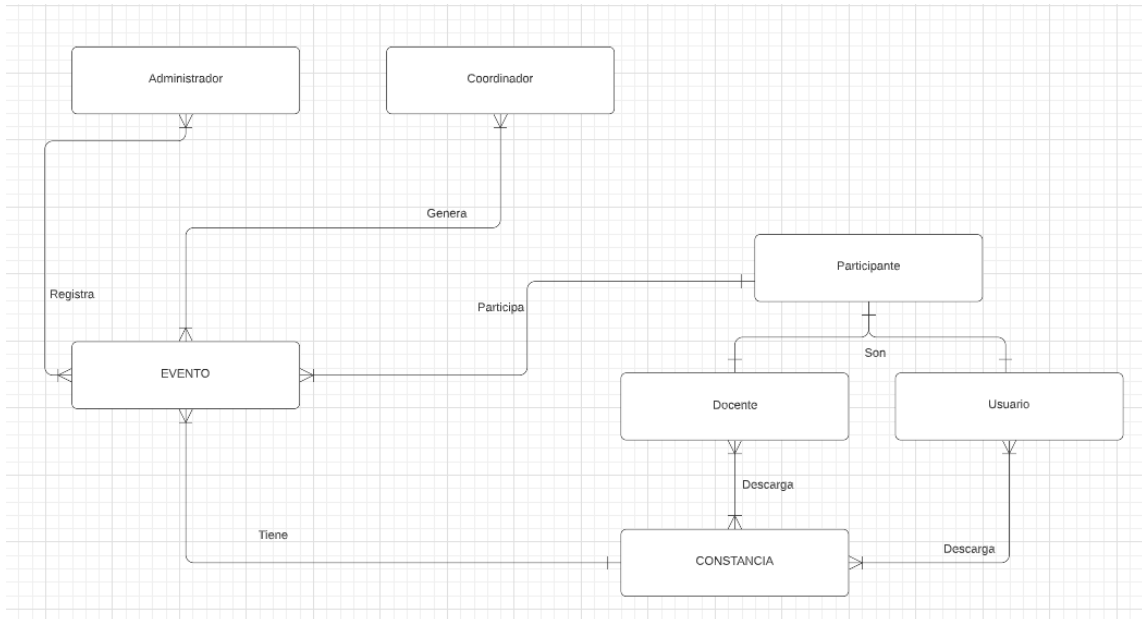 Administrador
Coordinador
Genera
Participante
Registra
Participa
Son
EVENTO
Docente
Usuario
Descarga
Tiene
CONSTANCIA
Descarga